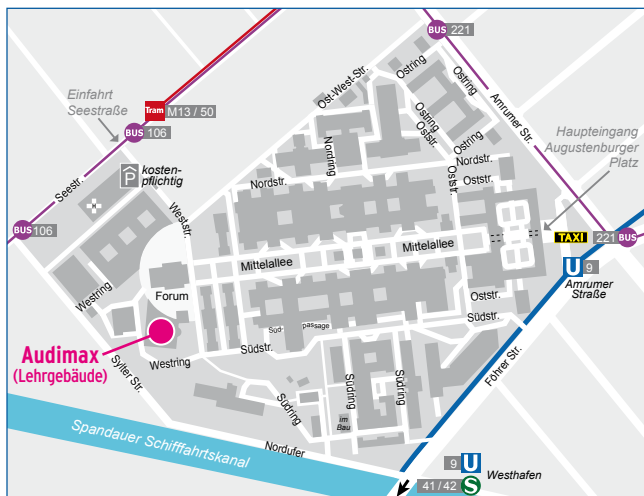 BUS 221
Ost-West-Str.
Ostring
Ostring
Amrumer Str.
Einfahrt
Seestraße
Tram M13 / 50
BUS 106
Oststr.
Ostring
Nordring
Haupteingang
Augustenburger
Platz
P kosten-
pflichtig
Nordstr.
Nordstr.
Oststr.
Oststr.
Seestr.
Weststr.
BUS 106
TAXI
221 BUS
Mittelallee
Mittelallee
U 9
Amrumer
Straße
Westring
Forum
Oststr.
Südstr.
Süd- passage
Audimax
(Lehrgebäude)
Südstr.
Westring
Föhrer Str.
Sylter Str.
Südring
Südring
Südring
im
Bau
Spandauer Schifffahrtskanal
Nordufer
9 U
Westhafen
41 / 42 S